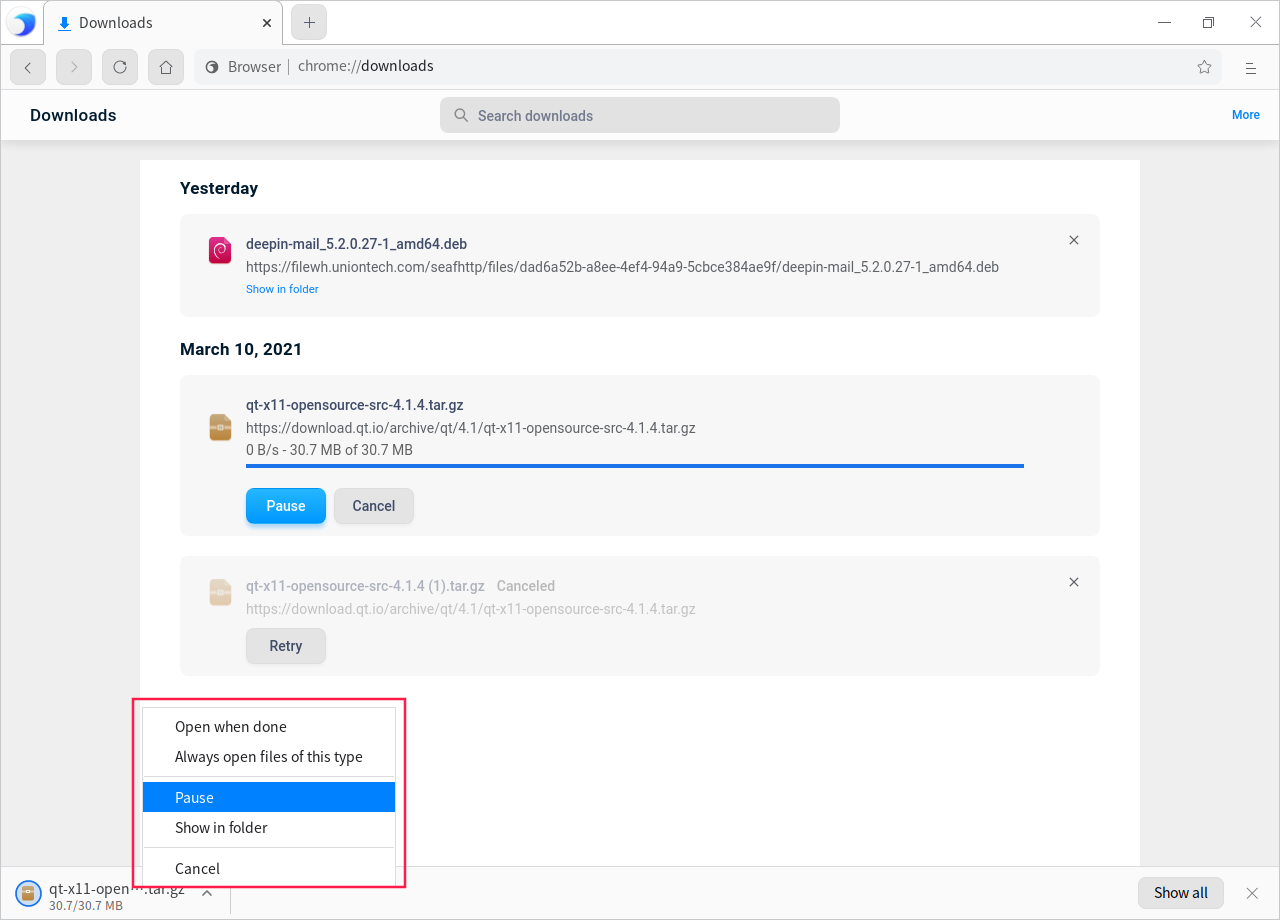 Downloads
Browser | chrome://downloads
Downloads
Search downloads
More
Yesterday
deepin-mail_5.2.0.27-1_amd64.deb
https://filewh.uniontech.com/seafhttp/files/dad6a52b-a8ee-4ef4-94a9-5cbce384ae9f/deepin-mail_5.2.0.27-1_amd64.deb
Show in folder
March 10, 2021
qt-x11-opensource-src-4.1.4.tar.gz
https://download.qt.io/archive/qt/4.1/qt-x11-opensource-src-4.1.4.tar.gz
0 B/s - 30.7 MB of 30.7 MB
Pause Cancel
qt-x11-opensource-src-4.1.4 (1).tar.gz Canceled
https://download.qt.io/archive/qt/4.1/qt-x11-opensource-src-4.1.4.tar.gz
Retry
Open when done
Always open files of this type
Pause
Show in folder
Cancel
qt-x11-open….tar.gz
30.7/30.7 MB
Show all